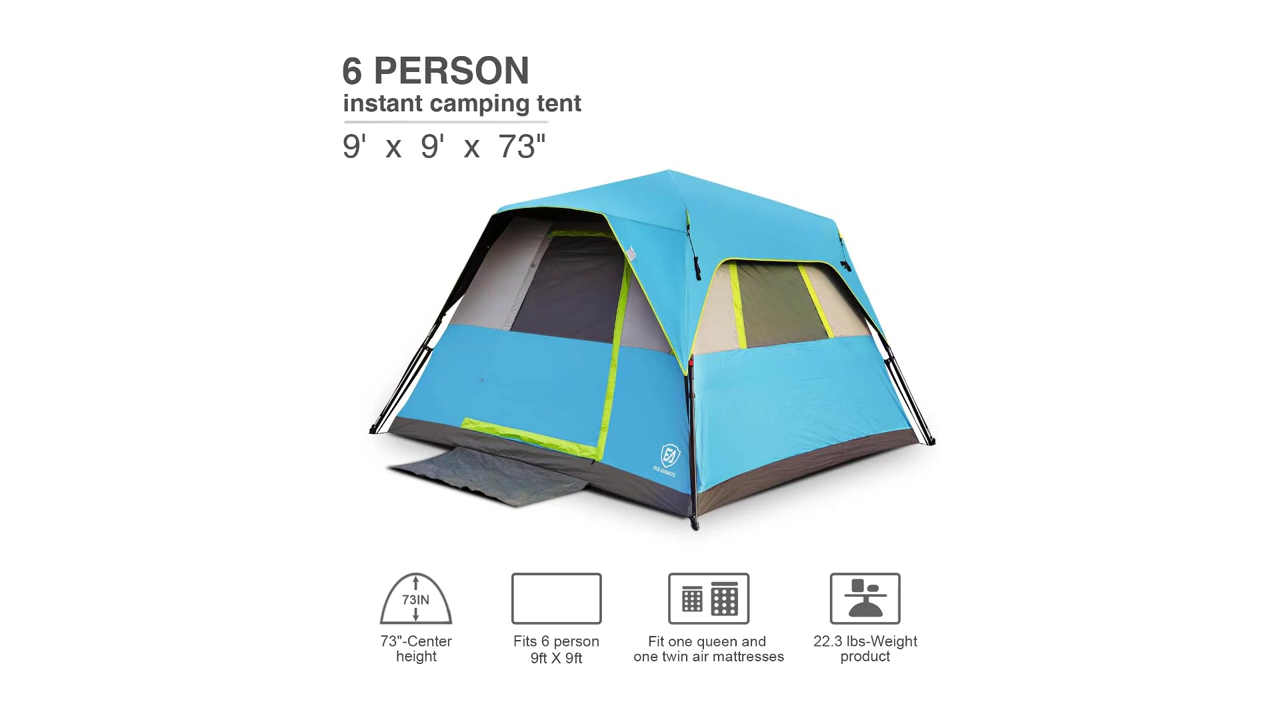 6 PERSON
instant camping tent
9' x 9' x 73"
73IN
73"-Center
height
Fits 6 person
9ft X 9ft
Fit one queen and
one twin air mattresses
22.3 lbs-Weight
product